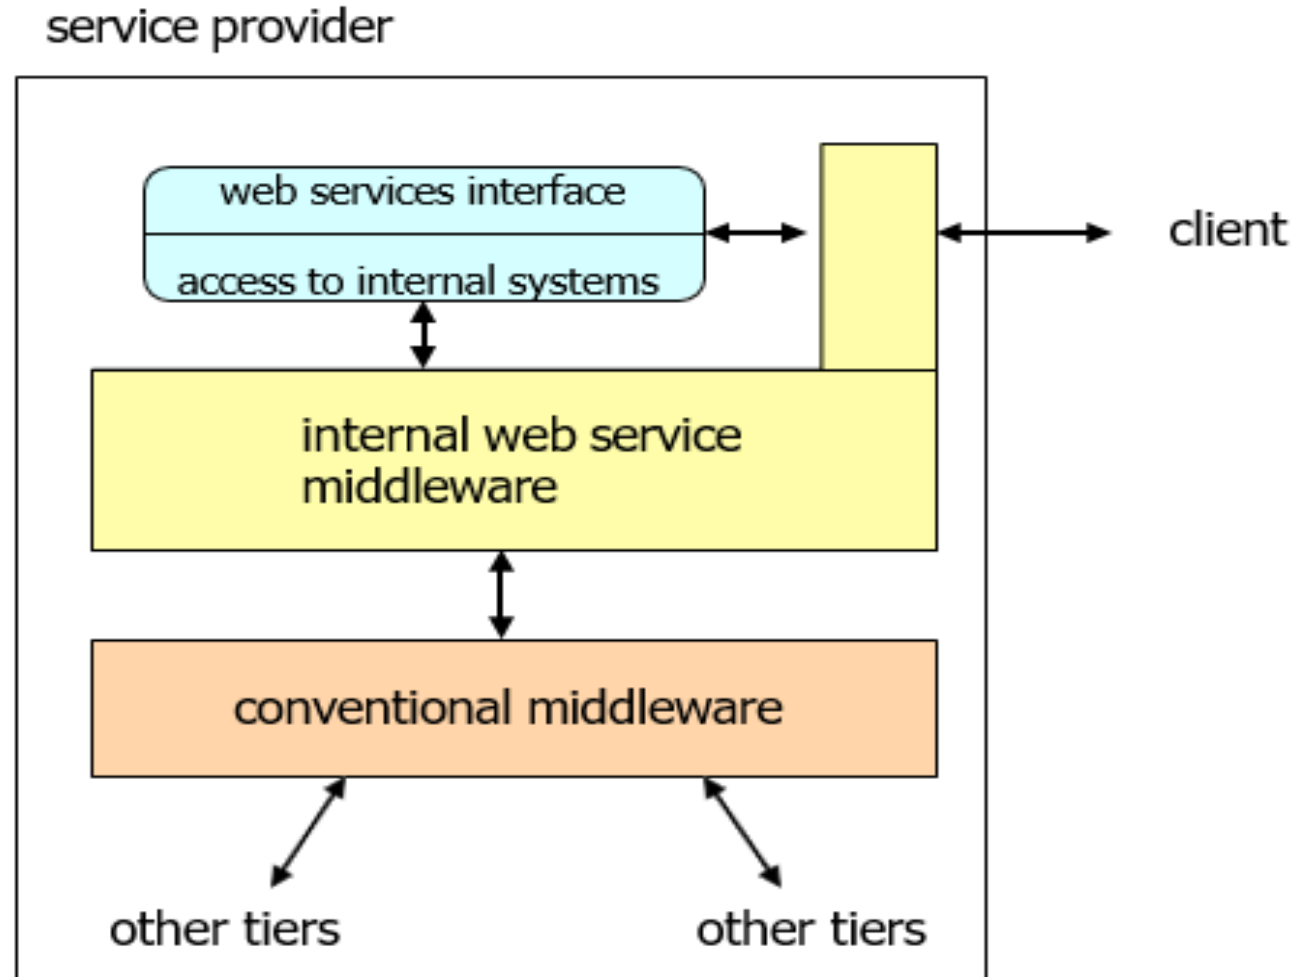 service provider
web services interface
client
access to internal systems
internal web service
middleware
conventional middleware
other tiers
other tiers